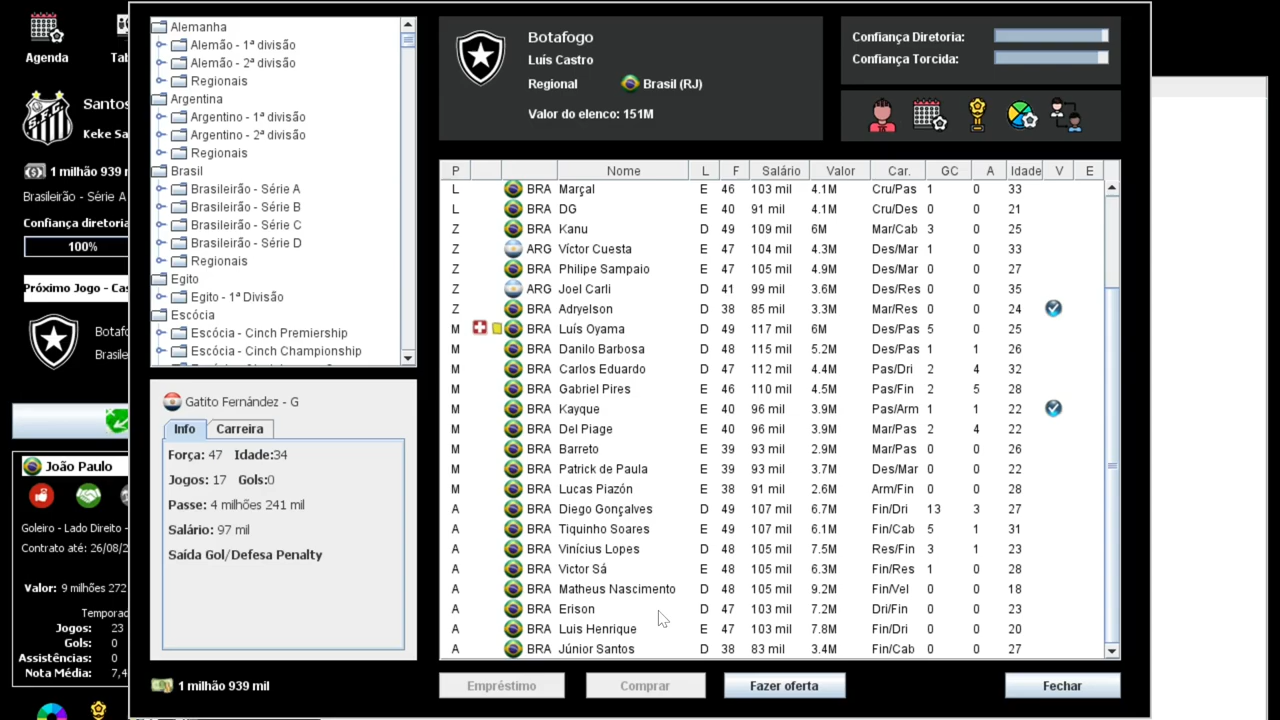 Agenda
Tab
Santos
Keke Sa
1 milhão 939 m
Brasileirão - Série A
Confiança diretoria
100%
Próximo Jogo - Cas
Botafo
Brasile
João Paulo
Goleiro - Lado Direito -
Contrato até: 26/08/2
Valor: 9 milhões 272
Temporad
Jogos: 23
Gols: 0
Assistências: 0
Nota Média: 7,4
Alemanha
Alemão - 1ª divisão
Alemão - 2ª divisão
Regionais
Argentina
Argentino - 1ª divisão
Argentino - 2ª divisão
Regionais
Brasil
Brasileirão - Série A
Brasileirão - Série B
Brasileirão - Série C
Brasileirão - Série D
Regionais
Egito
Egito - 1ª Divisão
Escócia
Escócia - Cinch Premiership
Escócia - Cinch Championship
Gatito Fernández - G
Info Carreira
Força: 47 Idade:34
Jogos: 17 Gols:0
Passe: 4 milhões 241 mil
Salário: 97 mil
Saída Gol/Defesa Penalty
1 milhão 939 mil
Botafogo
Luís Castro
Regional Brasil (RJ)
Valor do elenco: 151M
Confiança Diretoria:
Confiança Torcida:
P Nome L F Salário Valor Car. GC A Idade V E
L BRA Marçal E 46 103 mil 4.1M Cru/Pas 1 0 33
L BRA DG E 40 91 mil 4.1M Cru/Des 0 0 21
Z BRA Kanu D 49 109 mil 6M Mar/Cab 3 0 25
Z ARG Víctor Cuesta E 47 104 mil 4.3M Des/Mar 1 0 33
Z BRA Philipe Sampaio E 47 105 mil 4.9M Des/Mar 0 0 27
Z ARG Joel Carli D 41 99 mil 3.6M Des/Res 0 0 35
Z BRA Adryelson D 38 85 mil 3.3M Mar/Res 0 0 24
M BRA Luís Oyama D 49 117 mil 6M Des/Pas 5 0 25
M BRA Danilo Barbosa D 48 115 mil 5.2M Des/Pas 1 1 26
M BRA Carlos Eduardo D 47 112 mil 4.4M Pas/Dri 2 4 32
M BRA Gabriel Pires E 46 110 mil 4.5M Pas/Fin 2 5 28
M BRA Kayque E 40 96 mil 3.9M Pas/Arm 1 1 22
M BRA Del Piage E 40 96 mil 3.9M Mar/Pas 2 4 22
M BRA Barreto E 39 93 mil 2.9M Mar/Pas 0 0 26
M BRA Patrick de Paula E 39 93 mil 3.7M Des/Mar 0 0 22
M BRA Lucas Piazón E 38 91 mil 2.6M Arm/Fin 0 0 28
A BRA Diego Gonçalves D 49 107 mil 6.7M Fin/Dri 13 3 27
A BRA Tiquinho Soares E 49 107 mil 6.1M Fin/Cab 5 1 31
A BRA Vinícius Lopes D 48 105 mil 7.5M Res/Fin 3 1 23
A BRA Victor Sá E 48 105 mil 6.3M Fin/Res 1 0 28
A BRA Matheus Nascimento D 48 105 mil 9.2M Fin/Vel 0 0 18
A BRA Erison D 47 103 mil 7.2M Dri/Fin 0 0 23
A BRA Luis Henrique E 47 103 mil 7.8M Fin/Dri 0 0 20
A BRA Júnior Santos D 38 83 mil 3.4M Fin/Cab 0 0 27
Empréstimo Comprar Fazer oferta Fechar